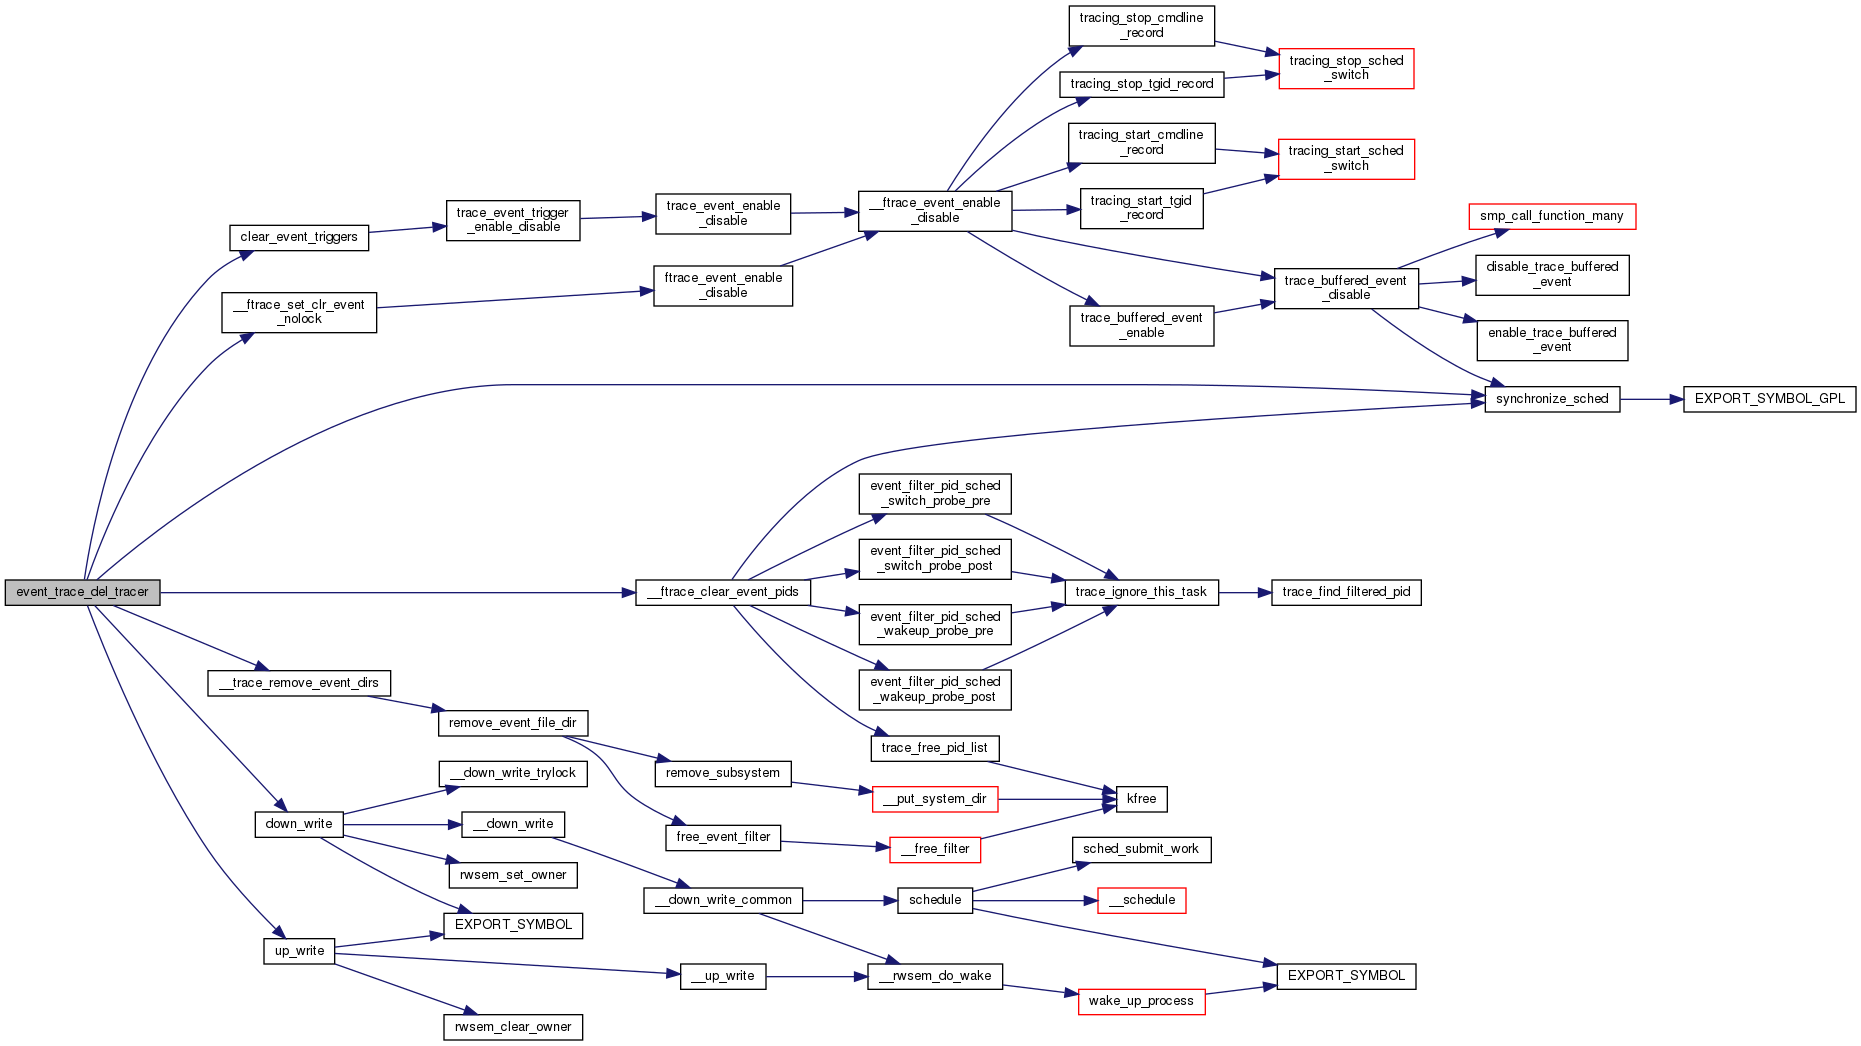 event_trace_del_tracer
clear_event_triggers
__ftrace_set_clr_event
_nolock
__trace_remove_event_dirs
down_write
up_write
trace_event_trigger
_enable_disable
remove_event_file_dir
__down_write_trylock
__down_write
rwsem_set_owner
EXPORT_SYMBOL
rwsem_clear_owner
trace_event_enable
_disable
ftrace_event_enable
_disable
__ftrace_clear_event_pids
remove_subsystem
free_event_filter
__down_write_common
__up_write
__ftrace_event_enable
_disable
event_filter_pid_sched
_switch_probe_pre
event_filter_pid_sched
_switch_probe_post
event_filter_pid_sched
_wakeup_probe_pre
event_filter_pid_sched
_wakeup_probe_post
trace_free_pid_list
__put_system_dir
__free_filter
schedule
__rwsem_do_wake
tracing_stop_cmdline
_record
tracing_stop_tgid_record
tracing_start_cmdline
_record
tracing_start_tgid
_record
trace_buffered_event
_enable
trace_ignore_this_task
kfree
sched_submit_work
__schedule
wake_up_process
tracing_stop_sched
_switch
tracing_start_sched
_switch
trace_buffered_event
_disable
trace_find_filtered_pid
EXPORT_SYMBOL
smp_call_function_many
disable_trace_buffered
_event
enable_trace_buffered
_event
synchronize_sched
EXPORT_SYMBOL_GPL